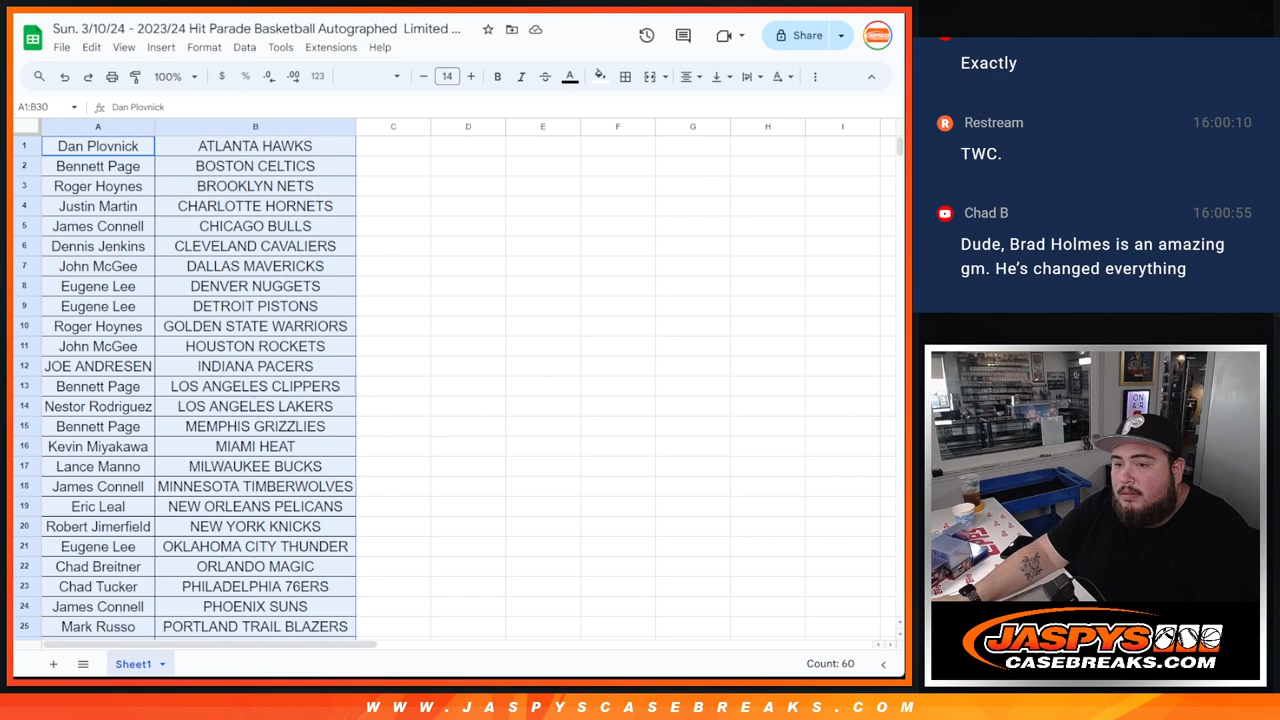 Sun. 3/10/24 - 2023/24 Hit Parade Basketball Autographed Limited ...
File Edit View Insert Format Data Tools Extensions Help
Share
100% $ % .0 .00 123 14 B I A
A1:B30 fx Dan Plovnick
A B C D E F G H I
1 Dan Plovnick ATLANTA HAWKS
2 Bennett Page BOSTON CELTICS
3 Roger Hoynes BROOKLYN NETS
4 Justin Martin CHARLOTTE HORNETS
5 James Connell CHICAGO BULLS
6 Dennis Jenkins CLEVELAND CAVALIERS
7 John McGee DALLAS MAVERICKS
8 Eugene Lee DENVER NUGGETS
9 Eugene Lee DETROIT PISTONS
10 Roger Hoynes GOLDEN STATE WARRIORS
11 John McGee HOUSTON ROCKETS
12 JOE ANDRESEN INDIANA PACERS
13 Bennett Page LOS ANGELES CLIPPERS
14 Nestor Rodriguez LOS ANGELES LAKERS
15 Bennett Page MEMPHIS GRIZZLIES
16 Kevin Miyakawa MIAMI HEAT
17 Lance Manno MILWAUKEE BUCKS
18 James Connell MINNESOTA TIMBERWOLVES
19 Eric Leal NEW ORLEANS PELICANS
20 Robert Jimerfield NEW YORK KNICKS
21 Eugene Lee OKLAHOMA CITY THUNDER
22 Chad Breitner ORLANDO MAGIC
23 Chad Tucker PHILADELPHIA 76ERS
24 James Connell PHOENIX SUNS
25 Mark Russo PORTLAND TRAIL BLAZERS
Sheet1
Count: 60
Exactly
R Restream 16:00:10
TWC.
Chad B 16:00:55
Dude, Brad Holmes is an amazing
gm. He's changed everything
ON
AIR
P
JASPYS
CASEBREAKS.COM
WWW.JASPYSCASEBREAKS.COM